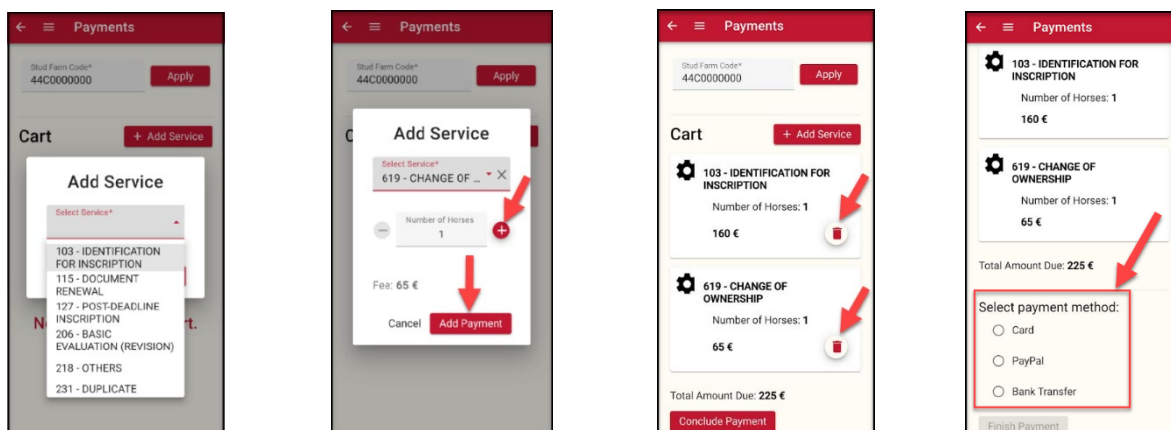 Payments
Stud Farm Code*
44C0000000
Apply
Cart
+ Add Service
Add Service
Select Service*
103 - IDENTIFICATION
FOR INSCRIPTION
115 - DOCUMENT
RENEWAL
127 - POST-DEADLINE
INSCRIPTION
206 - BASIC
EVALUATION (REVISION)
218 - OTHERS
231 - DUPLICATE
Payments
Stud Farm Code*
44C0000000
Apply
Add Service
Select Service*
619 - CHANGE OF ...
Number of Horses
1
Fee: 65 €
Cancel
Add Payment
Payments
Stud Farm Code*
44C0000000
Apply
Cart
+ Add Service
103 - IDENTIFICATION FOR
INSCRIPTION
Number of Horses: 1
160 €
619 - CHANGE OF
OWNERSHIP
Number of Horses: 1
65 €
Total Amount Due: 225 €
Conclude Payment
Payments
103 - IDENTIFICATION FOR
INSCRIPTION
Number of Horses: 1
160 €
619 - CHANGE OF
OWNERSHIP
Number of Horses: 1
65 €
Total Amount Due: 225 €
Select payment method:
Card
PayPal
Bank Transfer
Finish Payment